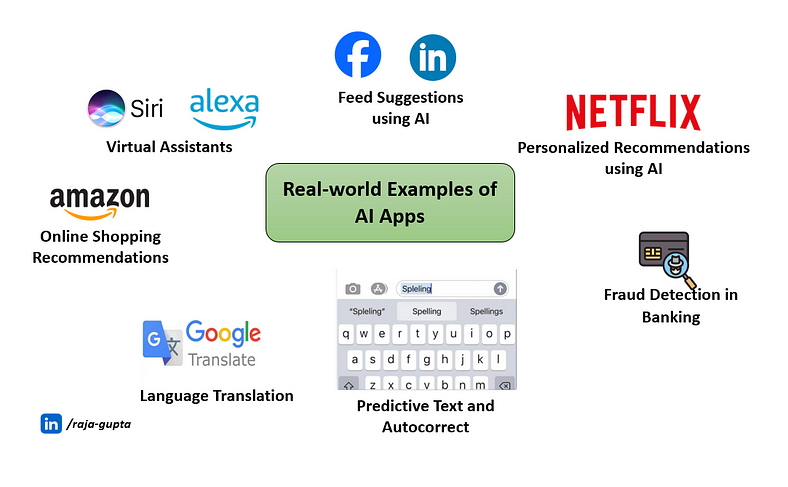 f
in
Feed Suggestions
using AI
Siri
alexa
Virtual Assistants
NETFLIX
Personalized Recommendations
using AI
Real-world Examples of
AI Apps
amazon
Online Shopping
Recommendations
Fraud Detection in
Banking
Spleling
"Spleling" Spelling Spellings
q w e r t y u i o p
a s d f g h j k l
z x c v b n m
Predictive Text and
Autocorrect
G Google
Translate
Language Translation
in /raja-gupta